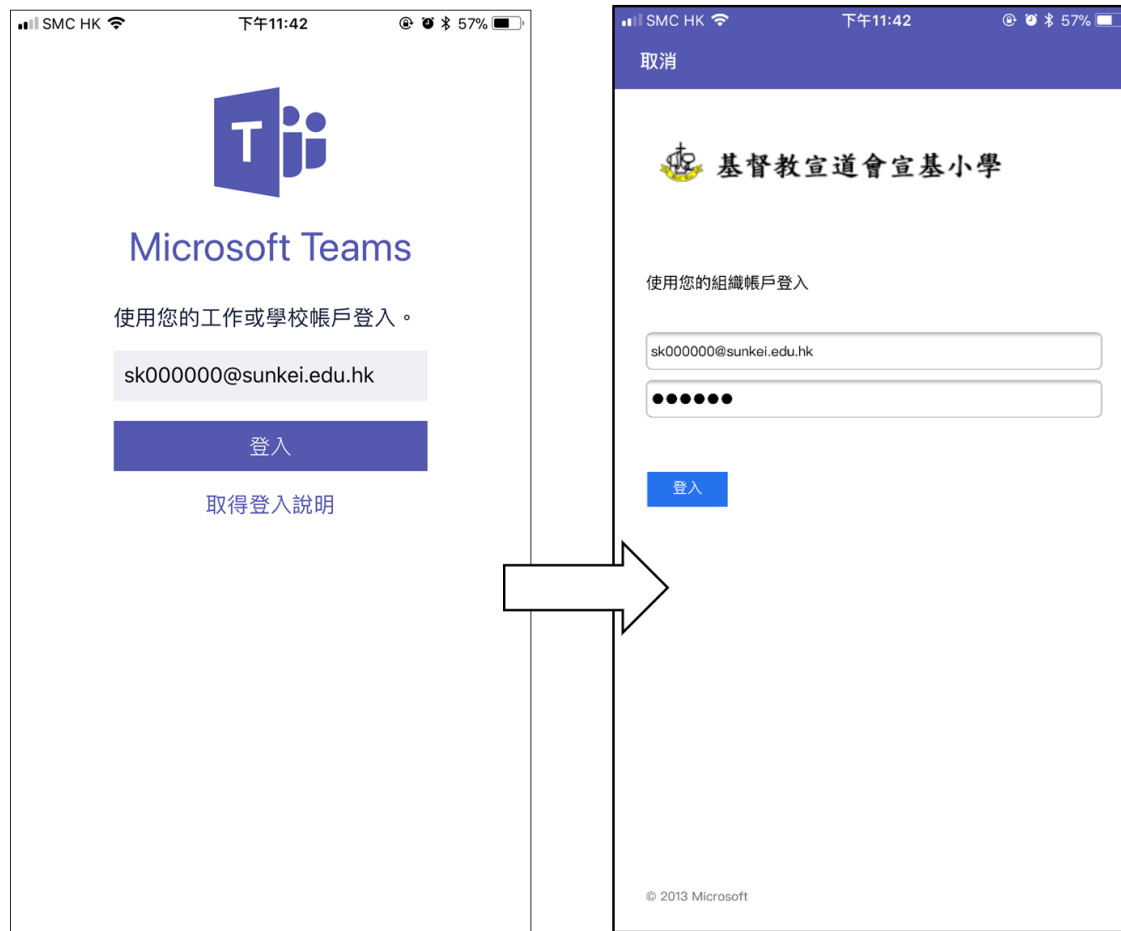 SMC HK 下午11:42 57%
T
Microsoft Teams
使用您的工作或學校帳戶登入。
sk000000@sunkei.edu.hk
登入
取得登入說明
SMC HK 下午11:42 57%
取消
基督教宣道會宣基小學
使用您的組織帳戶登入
sk000000@sunkei.edu.hk
●●●●●●
登入
© 2013 Microsoft